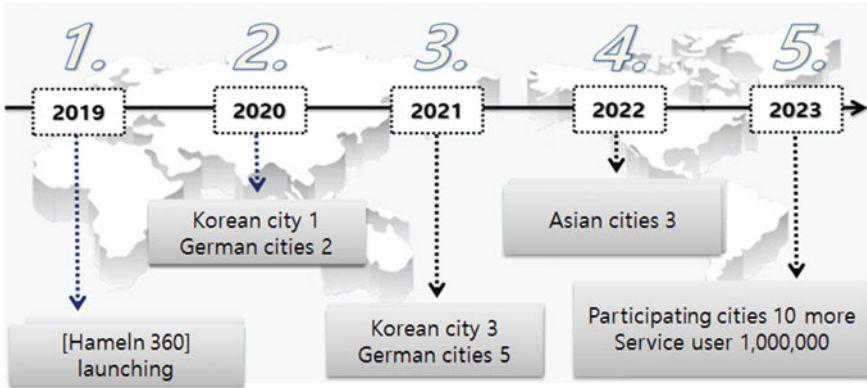 1. 2. 3. 4. 5.
2019 2020 2021 2022 2023
Korean city 1
German cities 2
Asian cities 3
[Hameln 360]
launching
Korean city 3
German cities 5
Participating cities 10 more
Service user 1,000,000